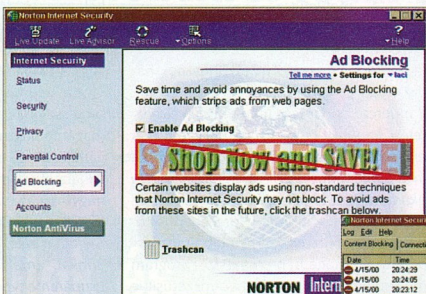 Norton Internet Security
Live Update Live Advisor Rescue Options Help
Internet Security
Status
Security
Privacy
Parental Control
Ad Blocking
Accounts
Norton AntiVirus
Ad Blocking
Tell me more • Settings for laci
Save time and avoid annoyances by using the Ad Blocking
feature, which strips ads from web pages.
Enable Ad Blocking
Shop Now and SAVE!
Certain websites display ads using non-standard techniques
that Norton Internet Security may not block. To avoid ads
from these sites in the future, click the trashcan below.
Trashcan
NORTON Intern
Norton Internet Securit
Log Edit Help
Content Blocking Connecti
Date Time
4/15/00 20:24:29
4/15/00 20:24:05
4/15/00 20:23:12